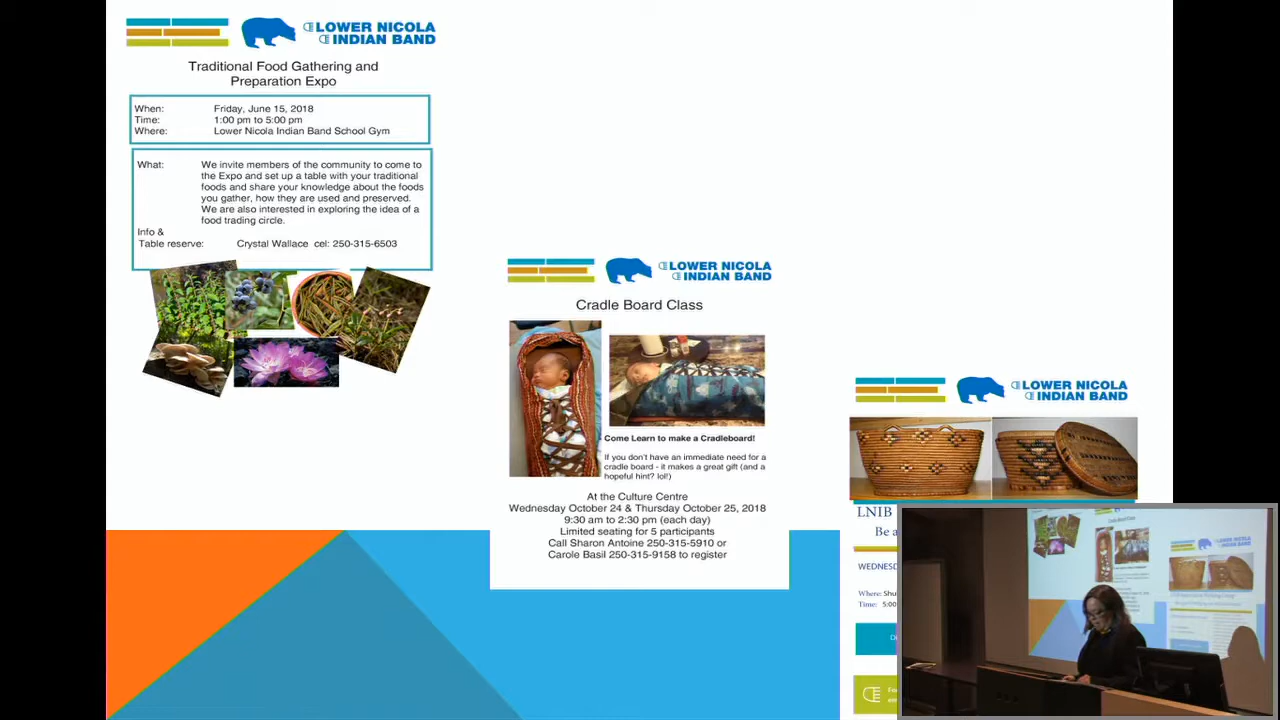 LOWER NICOLA
INDIAN BAND
Traditional Food Gathering and
Preparation Expo
When: Friday, June 15, 2018
Time: 1:00 pm to 5:00 pm
Where: Lower Nicola Indian Band School Gym
What: We invite members of the community to come to
the Expo and set up a table with your traditional
foods and share your knowledge about the foods
you gather, how they are used and preserved.
We are also interested in exploring the idea of a
food trading circle.
Info &
Table reserve: Crystal Wallace cel: 250-315-6503
LOWER NICOLA
INDIAN BAND
Cradle Board Class
Come Learn to make a Cradleboard!
If you don't have an immediate need for a
cradle board - it makes a great gift (and a
hopeful hint? lol!)
At the Culture Centre
Wednesday October 24 & Thursday October 25, 2018
9:30 am to 2:30 pm (each day)
Limited seating for 5 participants
Call Sharon Antoine 250-315-5910 or
Carole Basil 250-315-9158 to register
LOWER NICOLA
INDIAN BAND
LNIB
Be a
WEDNESD
Where: Shu
Time: 5:00